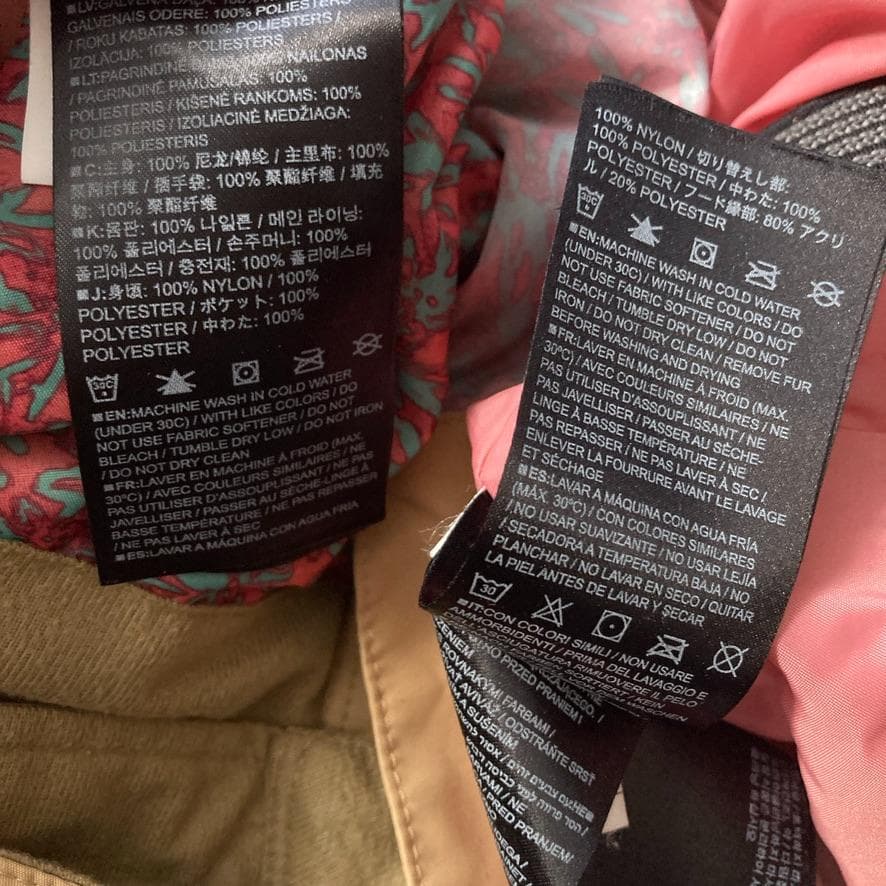 ■LV:GALVENĀ DAĻA: 100%
GALVENAIS ODERE: 100% POLIESTERS
/ ROKU KABATAS: 100% POLIESTERS /
IZOLĀCIJA: 100% POLIESTERS
■LT:PAGRINDINĖ NAILONAS
/ PAGRINDINĖ PAMUŠALAS: 100%
POLIESTERIS / KIŠENĖ RANKOMS: 100%
POLIESTERIS / IZOLIACINĖ MEDŽIAGA:
100% POLIESTERIS
■C:主身: 100% 尼龙/锦纶 / 主里布: 100%
聚酯纤维 / 插手袋: 100% 聚酯纤维 / 填充
物: 100% 聚酯纤维
■K:몸판: 100% 나일론 / 메인 라이닝:
100% 폴리에스터 / 손주머니: 100%
폴리에스터 / 충전재: 100% 폴리에스터
■J:身頃: 100% NYLON /
POLYESTER / ポケット: 100%
POLYESTER / 中わた: 100%
POLYESTER
30C
■EN:MACHINE WASH IN COLD WATER
(UNDER 30C) / WITH LIKE COLORS / DO
NOT USE FABRIC SOFTENER / DO NOT
BLEACH / TUMBLE DRY LOW / DO NOT IRON
/ DO NOT DRY CLEAN
■FR:LAVER EN MACHINE À FROID (MAX.
30°C) / AVEC COULEURS SIMILAIRES / NE
PAS UTILISER D'ASSOUPLISSANT / NE PAS
JAVELLISER / PASSER AU SÈCHE-LINGE À
BASSE TEMPÉRATURE / NE PAS REPASSER
/ NE PAS LAVER À SEC
■ES:LAVAR A MÁQUINA CON AGUA FRÍA
100% NYLON / 切り替えし部:
100% POLYESTER / 中わた: 100%
POLYESTER / フード縁部: 80% アクリ
ル / 20% POLYESTER
30C
■EN:MACHINE WASH IN COLD WATER
(UNDER 30C) / WITH LIKE COLORS / DO
NOT USE FABRIC SOFTENER / DO NOT
BLEACH / TUMBLE DRY LOW / DO NOT
IRON / DO NOT DRY CLEAN / REMOVE FUR
BEFORE WASHING AND DRYING
■FR:LAVER EN MACHINE À FROID (MAX.
30°C) / AVEC COULEURS SIMILAIRES / NE
PAS UTILISER D'ASSOUPLISSANT / NE
PAS JAVELLISER / PASSER AU SÈCHE-
LINGE À BASSE TEMPÉRATURE / NE
PAS REPASSER / NE PAS LAVER À SEC /
ENLEVER LA FOURRURE AVANT LE LAVAGE
ET SÉCHAGE
■ES:LAVAR A MÁQUINA CON AGUA FRÍA
(MÁX. 30°C) / CON COLORES SIMILARES
/ NO USAR SUAVIZANTE / NO USAR LEJÍA
/ SECADORA A TEMPERATURA BAJA / NO
PLANCHAR / NO LAVAR EN SECO / QUITAR
LA PIEL ANTES DE LAVAR Y SECAR
30
■IT:CON COLORI SIMILI / NON USARE
AMMORBIDENTI / PRIMA DEL LAVAGGIO E
ASCIUGATURA RIMUOVERE IL PELO
ROVNAKÝMI FARBAMI /
/ ODSTRÁŇTE SRSŤ
A SUŠENÍM
PRED PRANJEM/